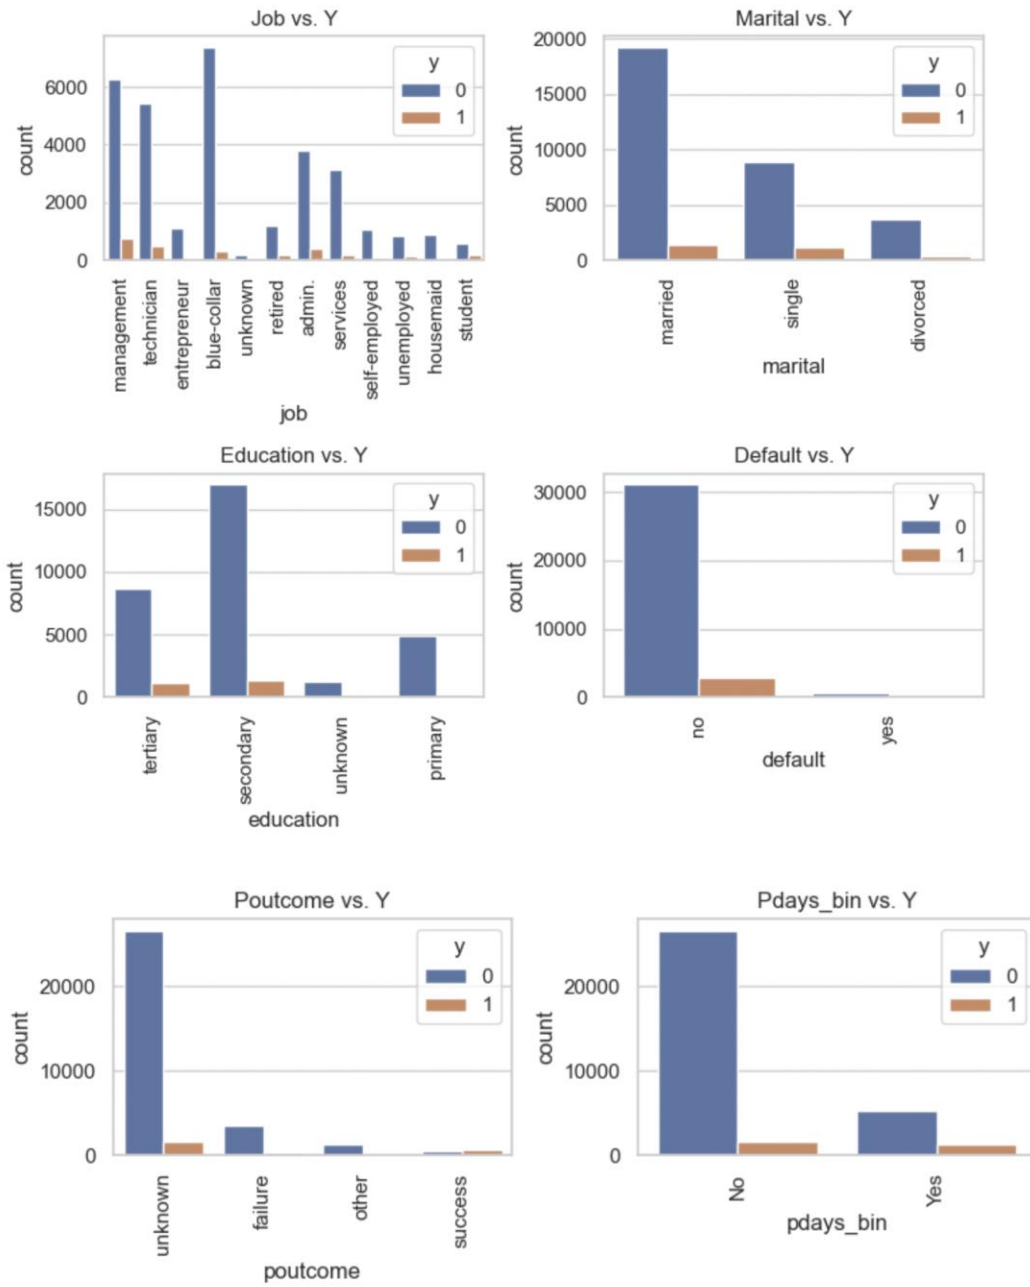 Job vs. Y
y
0
1
6000
4000
2000
0
count
management
technician
entrepreneur
blue-collar
unknown
retired
admin.
services
self-employed
unemployed
housemaid
student
job
Marital vs. Y
y
0
1
20000
15000
10000
5000
0
count
married
single
divorced
marital
Education vs. Y
y
0
1
15000
10000
5000
0
count
tertiary
secondary
unknown
primary
education
Default vs. Y
y
0
1
30000
20000
10000
0
count
no
yes
default
Poutcome vs. Y
y
0
1
20000
10000
0
count
unknown
failure
other
success
poutcome
Pdays_bin vs. Y
y
0
1
20000
10000
0
count
No
Yes
pdays_bin